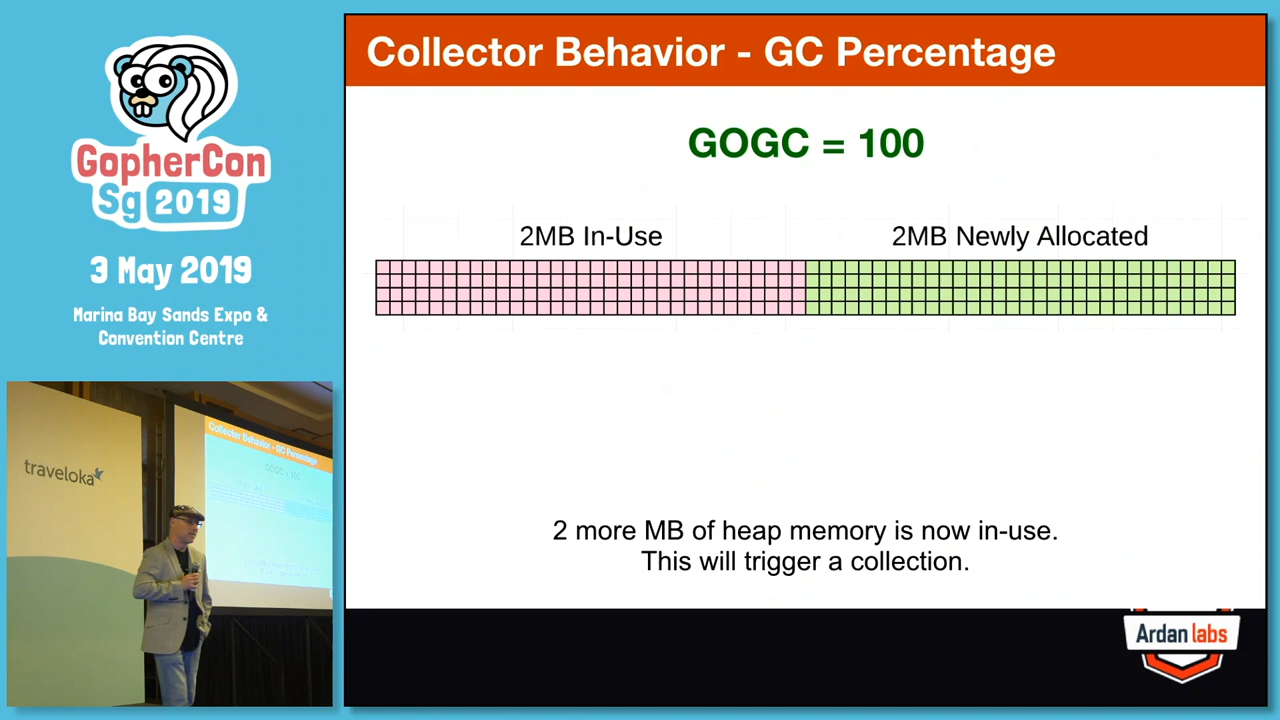 GopherCon
Sg 2019
3 May 2019
Marina Bay Sands Expo &
Convention Centre
traveloka
Collector Behavior - GC Percentage
GOGC = 100
Collector Behavior - GC Percentage
GOGC = 100
2MB In-Use
2MB Newly Allocated
2 more MB of heap memory is now in-use.
This will trigger a collection.
Ardan labs